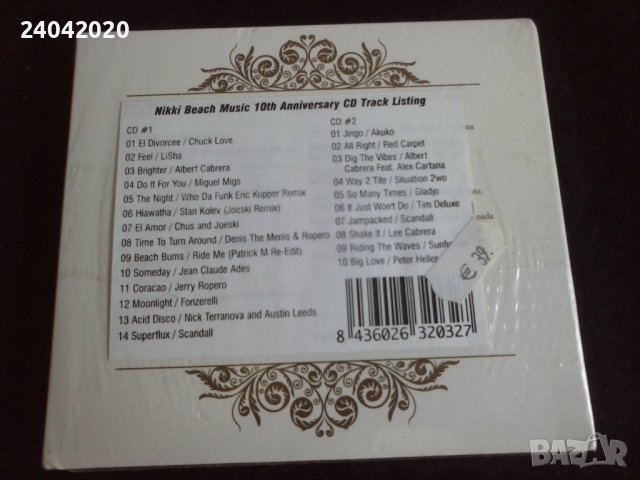 24042020
Nikki Beach Music 10th Anniversary CD Track Listing
CD #1
01 El Divorcee / Chuck Love
02 Feel / LiSha
03 Brighter / Albert Cabrera
04 Do It For You / Miguel Migs
05 The Night / Who Da Funk Eric Kupper Remix
06 Hiawatha / Stan Kolev (Joeski Remix)
07 El Amor / Chus and Joeski
08 Time To Turn Around / Denis The Menis & Ropero
09 Beach Bums / Ride Me (Patrick M Re-Edit)
10 Someday / Jean Claude Ades
11 Coracao / Jerry Ropero
12 Moonlight / Fonzerelli
13 Acid Disco / Nick Terranova and Austin Leeds
14 Superflux / Scandall
CD #2
01 Jingo / Akuko
02 All Right / Red Carpet
03 Dig The Vibes / Albert
Cabrera Feat. Alex Cartana
04 Way 2 Tite / Situation 2wo
05 So Many Times / Gladjo
06 It Just Won't Do / Tim Deluxe
07 Jampacked / Scandall
08 Shake It / Lee Cabrera
09 Riding The Waves /
10 Big Love / Peter Heller
€ 39.
8 436026 320327
BAZAR